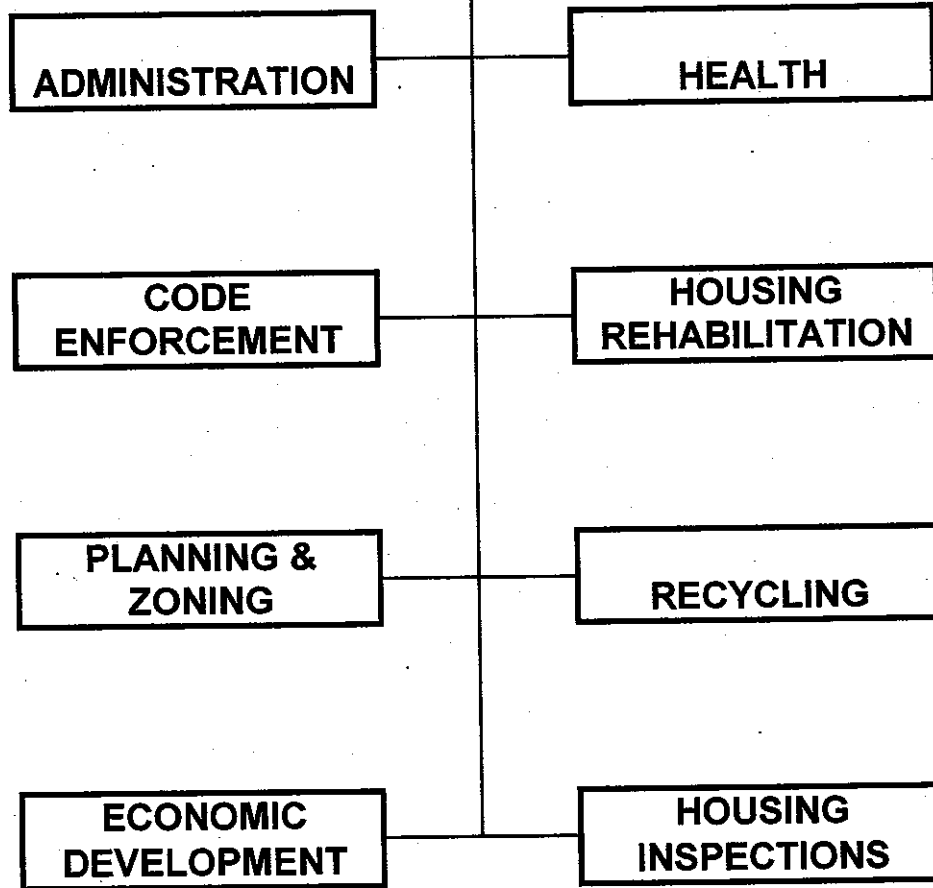 ADMINISTRATION
HEALTH
CODE
ENFORCEMENT
HOUSING
REHABILITATION
PLANNING &
ZONING
RECYCLING
ECONOMIC
DEVELOPMENT
HOUSING
INSPECTIONS